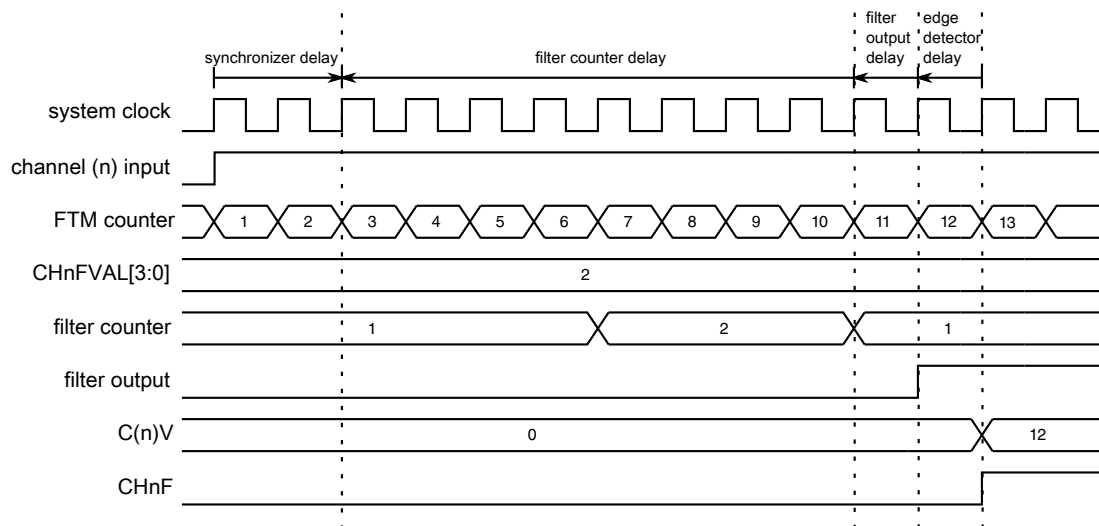 filter edge
output detector
synchronizer delay filter counter delay delay delay
system clock
channel (n) input
FTM counter 1 2 3 4 5 6 7 8 9 10 11 12 13
CHnFVAL[3:0] 2
filter counter 1 2 1
filter output
C(n)V 0 12
CHnF